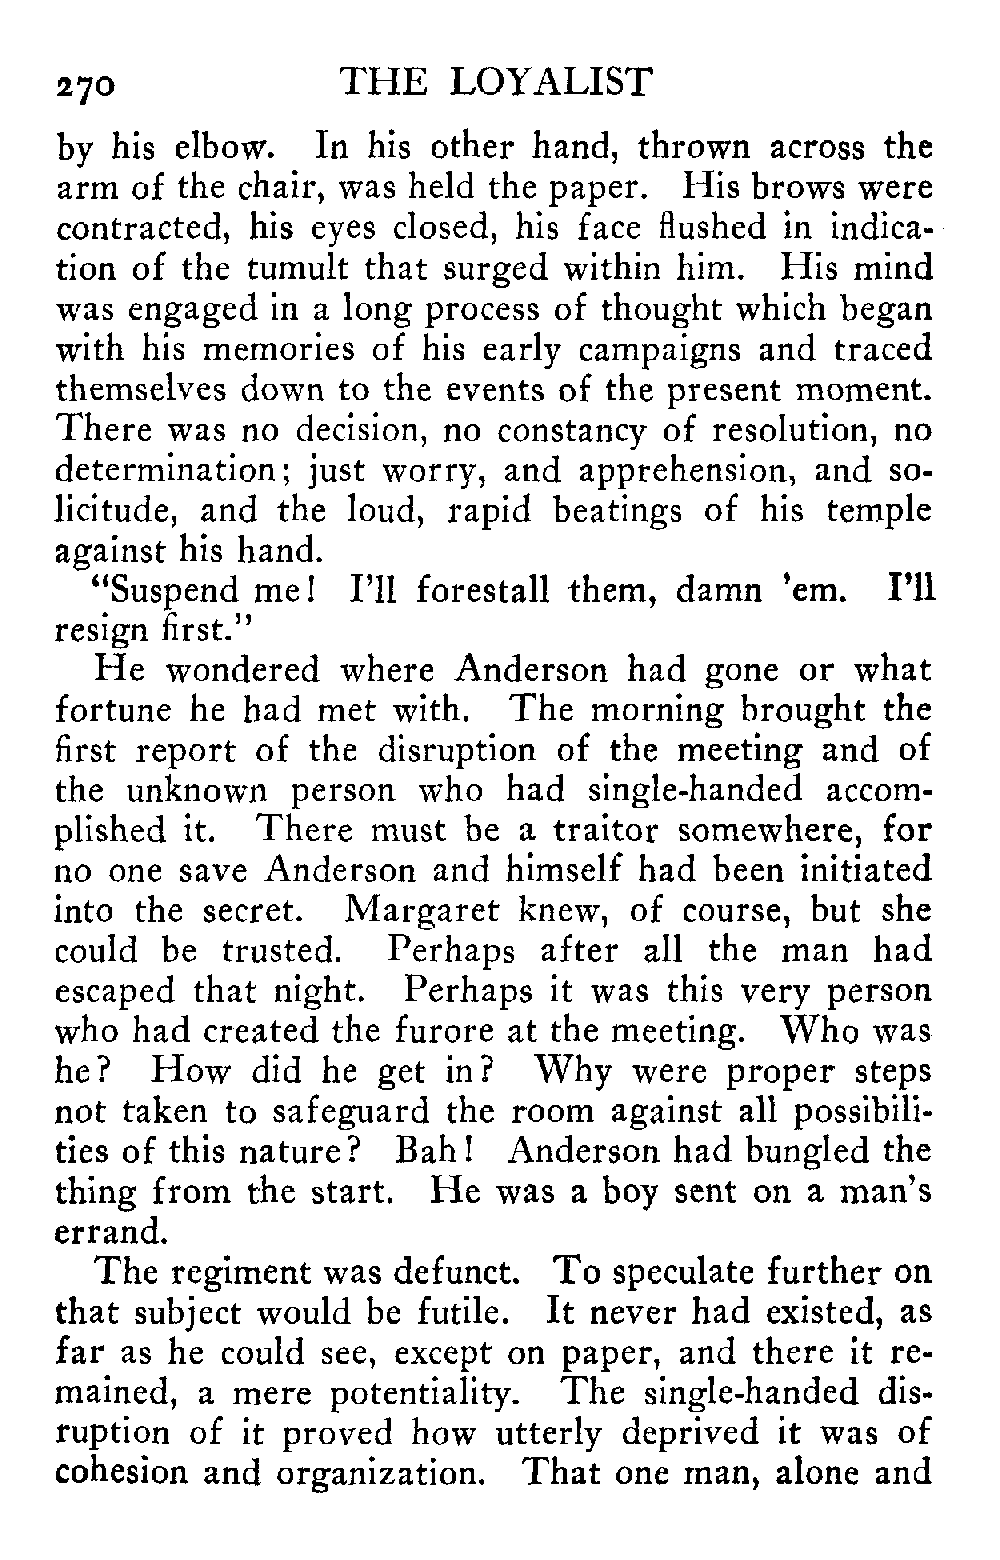 270 THE LOYALIST
by his elbow. In his other hand, thrown across the
arm of the chair, was held the paper. His brows were
contracted, his eyes closed, his face flushed in indica-
tion of the tumult that surged within him. His mind
was engaged in a long process of thought which began
with his memories of his early campaigns and traced
themselves down to the events of the present moment.
There was no decision, no constancy of resolution, no
determination; just worry, and apprehension, and so-
licitude, and the loud, rapid beatings of his temple
against his hand.
"Suspend me! I'll forestall them, damn 'em. I'll
resign first."
He wondered where Anderson had gone or what
fortune he had met with. The morning brought the
first report of the disruption of the meeting and of
the unknown person who had single-handed accom-
plished it. There must be a traitor somewhere, for
no one save Anderson and himself had been initiated
into the secret. Margaret knew, of course, but she
could be trusted. Perhaps after all the man had
escaped that night. Perhaps it was this very person
who had created the furore at the meeting. Who was
he? How did he get in? Why were proper steps
not taken to safeguard the room against all possibili-
ties of this nature? Bah! Anderson had bungled the
thing from the start. He was a boy sent on a man's
errand.
The regiment was defunct. To speculate further on
that subject would be futile. It never had existed, as
far as he could see, except on paper, and there it re-
mained, a mere potentiality. The single-handed dis-
ruption of it proved how utterly deprived it was of
cohesion and organization. That one man, alone and